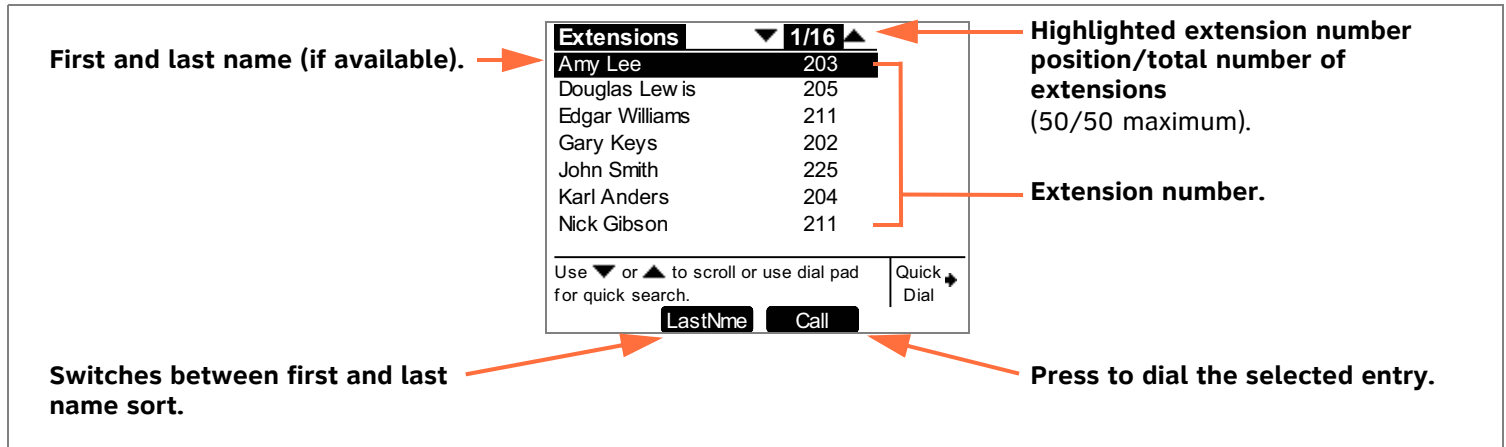 First and last name (if available).
Extensions ▼ 1/16 ▲
Amy Lee 203
Douglas Lewis 205
Edgar Williams 211
Gary Keys 202
John Smith 225
Karl Anders 204
Nick Gibson 211
Use ▼ or ▲ to scroll or use dial pad
for quick search.
Quick
Dial
LastNme Call
Highlighted extension number
position/total number of
extensions
(50/50 maximum).
Extension number.
Switches between first and last
name sort.
Press to dial the selected entry.